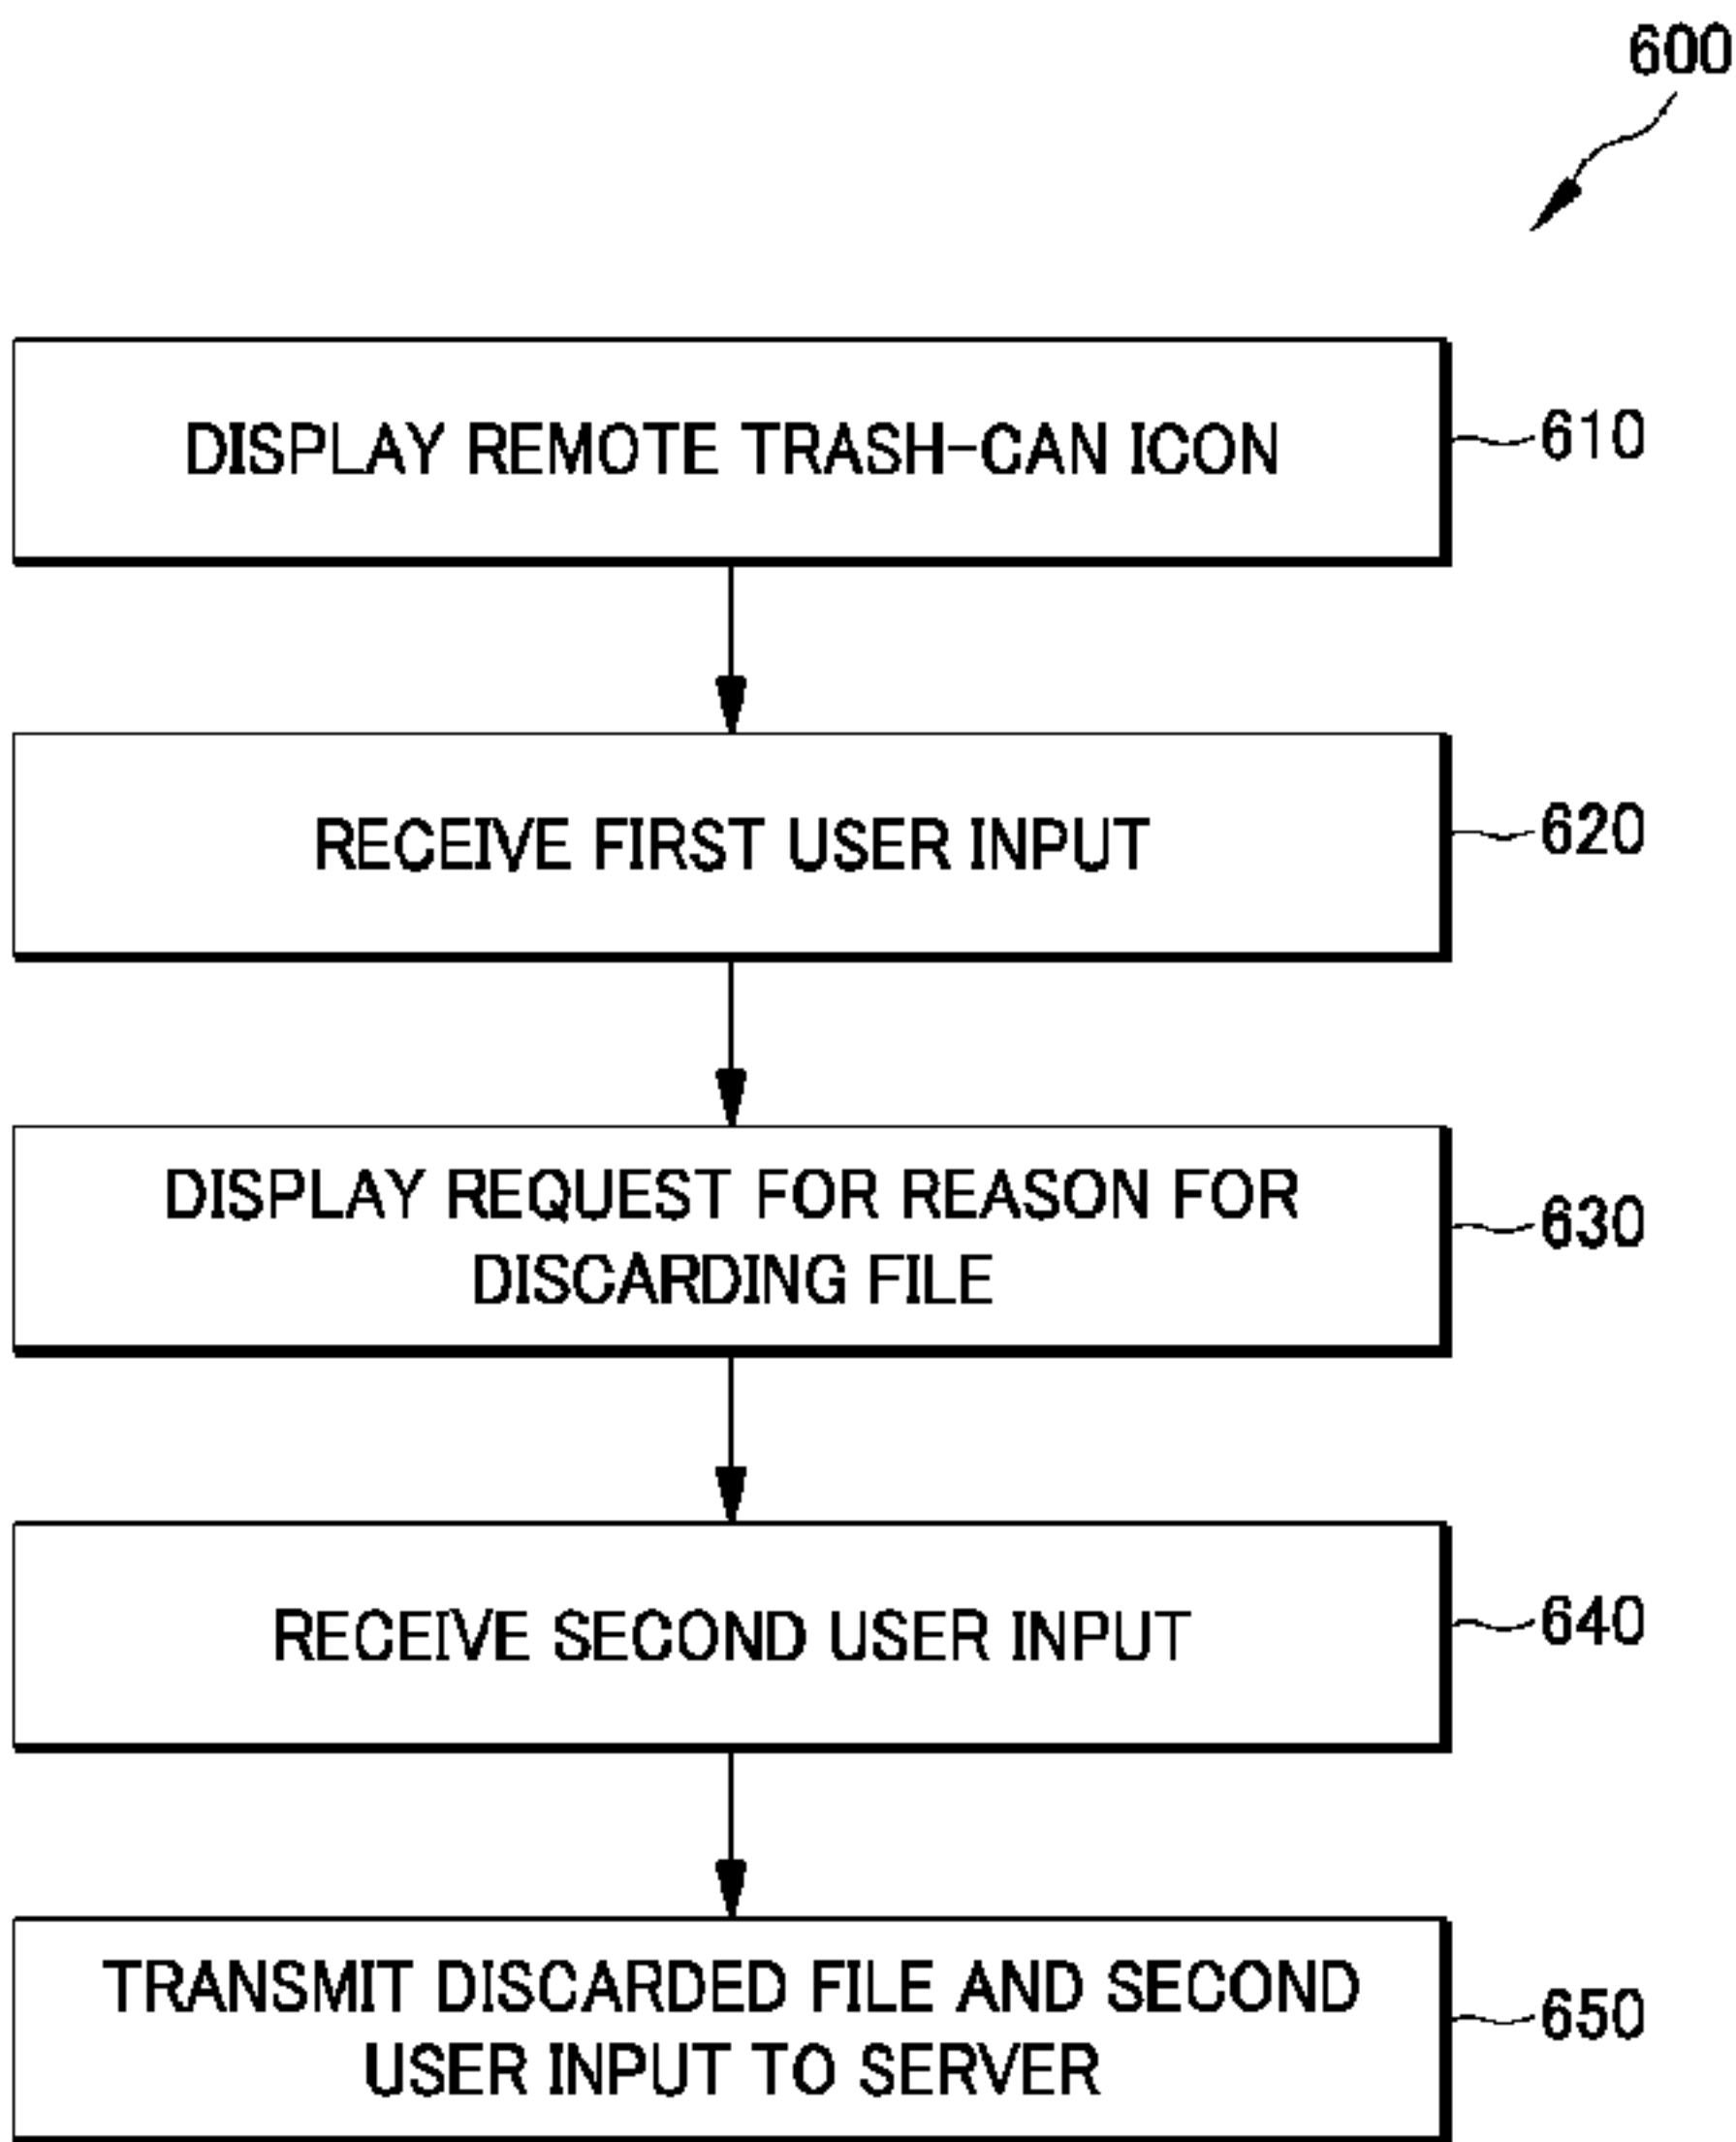 600
DISPLAY REMOTE TRASH-CAN ICON
610
RECEIVE FIRST USER INPUT
620
DISPLAY REQUEST FOR REASON FOR
DISCARDING FILE
630
RECEIVE SECOND USER INPUT
640
TRANSMIT DISCARDED FILE AND SECOND
USER INPUT TO SERVER
650